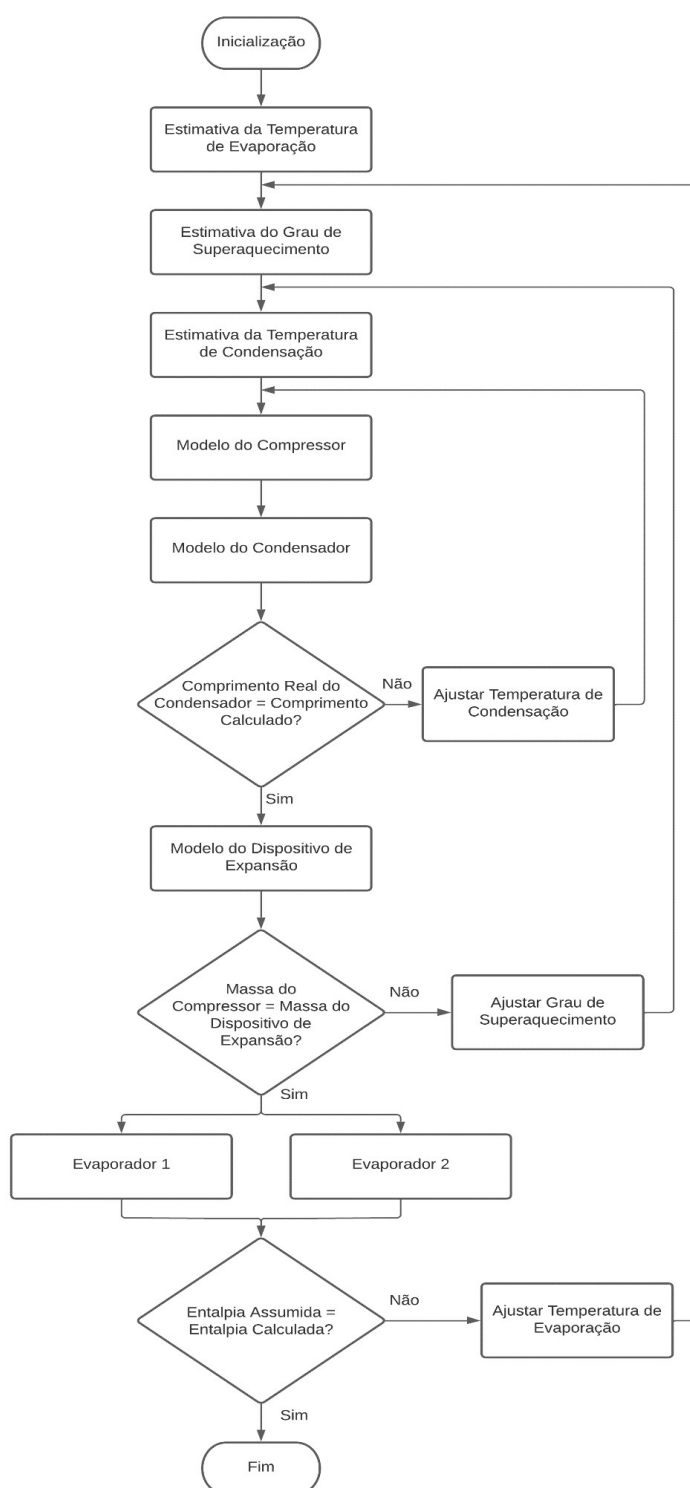 Inicialização
Estimativa da Temperatura
de Evaporação
Estimativa do Grau de
Superaquecimento
Estimativa da Temperatura
de Condensação
Modelo do Compressor
Modelo do Condensador
Comprimento Real do
Condensador = Comprimento
Calculado?
Não
Ajustar Temperatura de
Condensação
Sim
Modelo do Dispositivo de
Expansão
Massa do
Compressor = Massa do
Dispositivo de
Expansão?
Não
Ajustar Grau de
Superaquecimento
Sim
Evaporador 1
Evaporador 2
Entalpia Assumida =
Entalpia Calculada?
Não
Ajustar Temperatura de
Evaporação
Sim
Fim